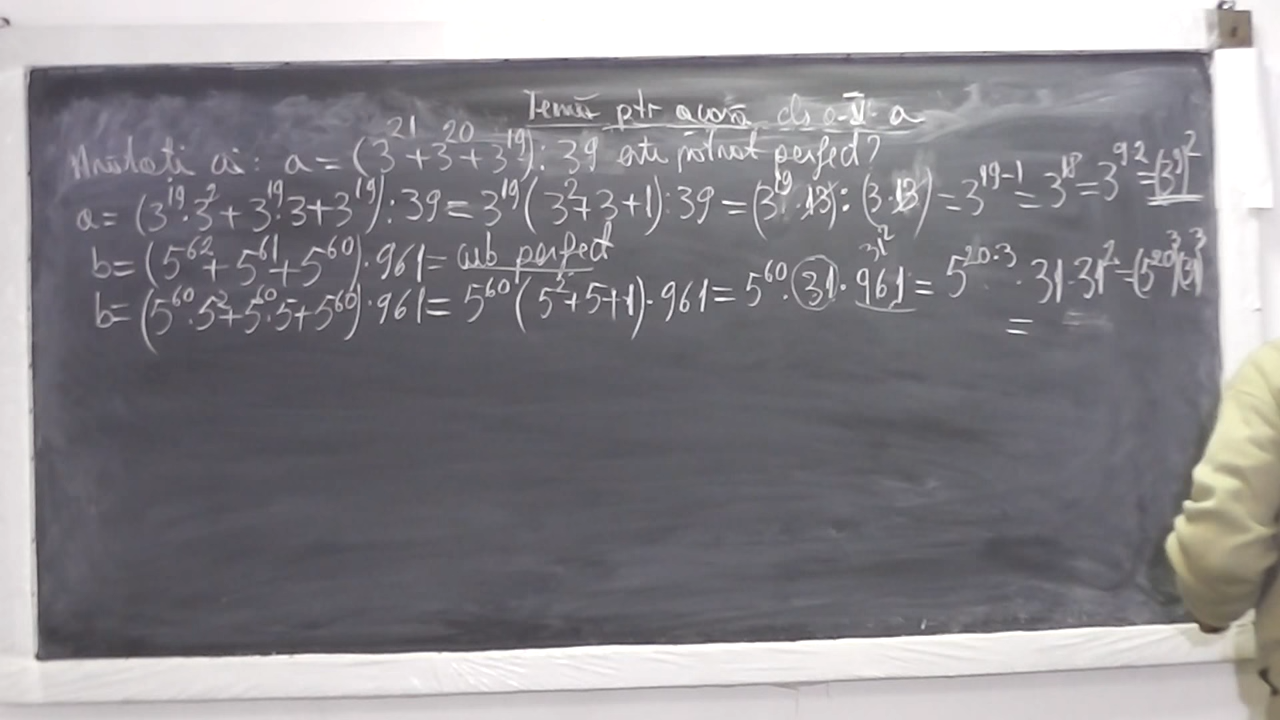 Temă ptr acasă cls a-V-a
Arătați că: a = (3²¹ + 3²⁰ + 3¹⁹) : 39 este pătrat perfect?
a = (3¹⁹·3² + 3¹⁹·3 + 3¹⁹) : 39 = 3¹⁹(3² + 3 + 1) : 39 = (3¹⁹·13) : (3·13) = 3¹⁹⁻¹ = 3¹⁸ = 3⁹·² = (3⁹)²
b = (5⁶² + 5⁶¹ + 5⁶⁰)·961 = cub perfect
31²
b = (5⁶⁰·5² + 5⁶⁰·5 + 5⁶⁰)·961 = 5⁶⁰(5² + 5 + 1)·961 = 5⁶⁰·31·961 = 5²⁰·³·31·31² = (5²⁰)³(31)³
=